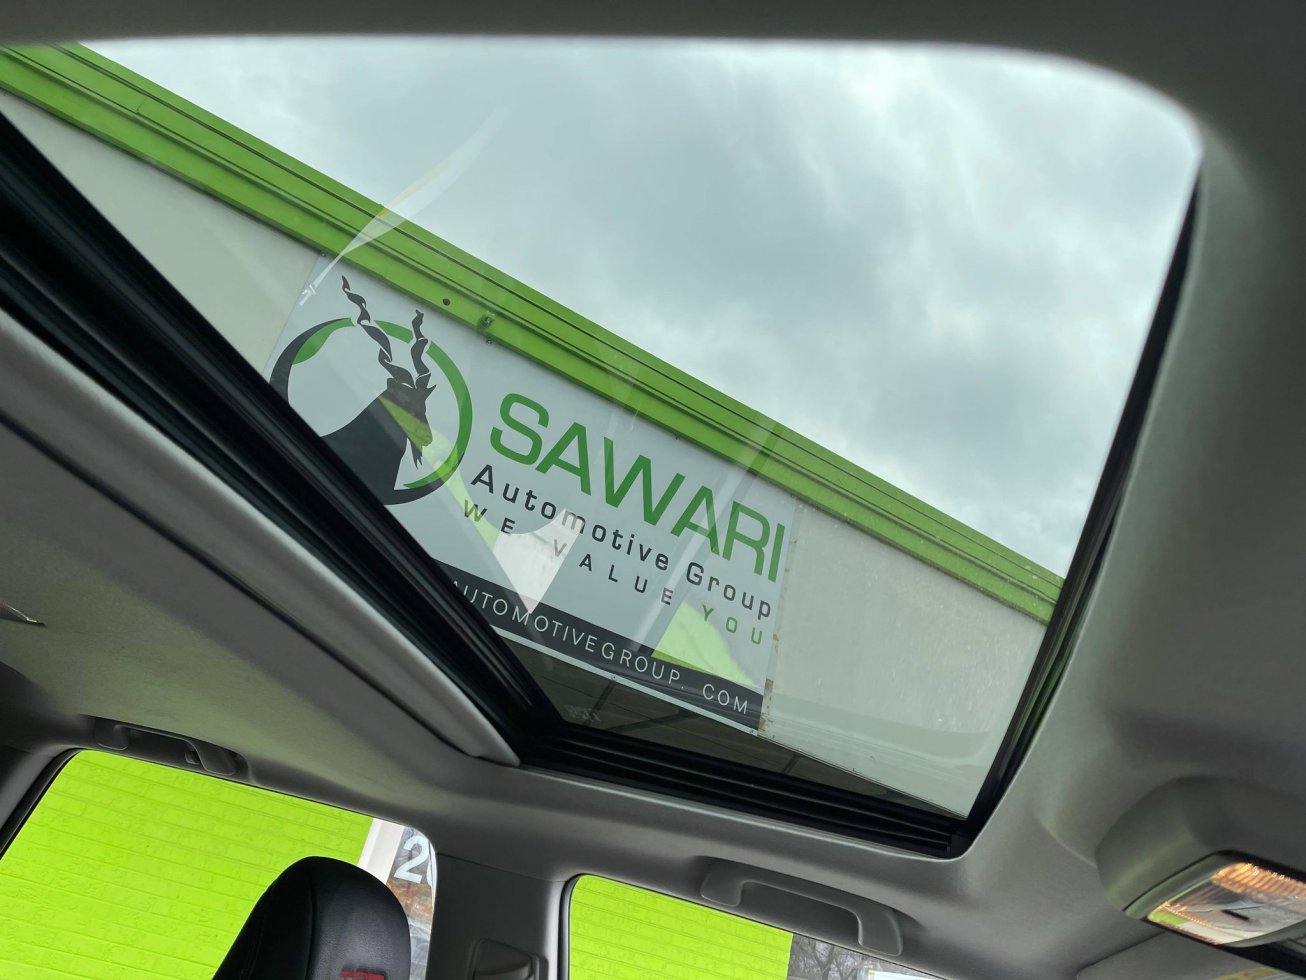 SAWARI
Automotive Group
WE VALUE YOU
AUTOMOTIVEGROUP. COM